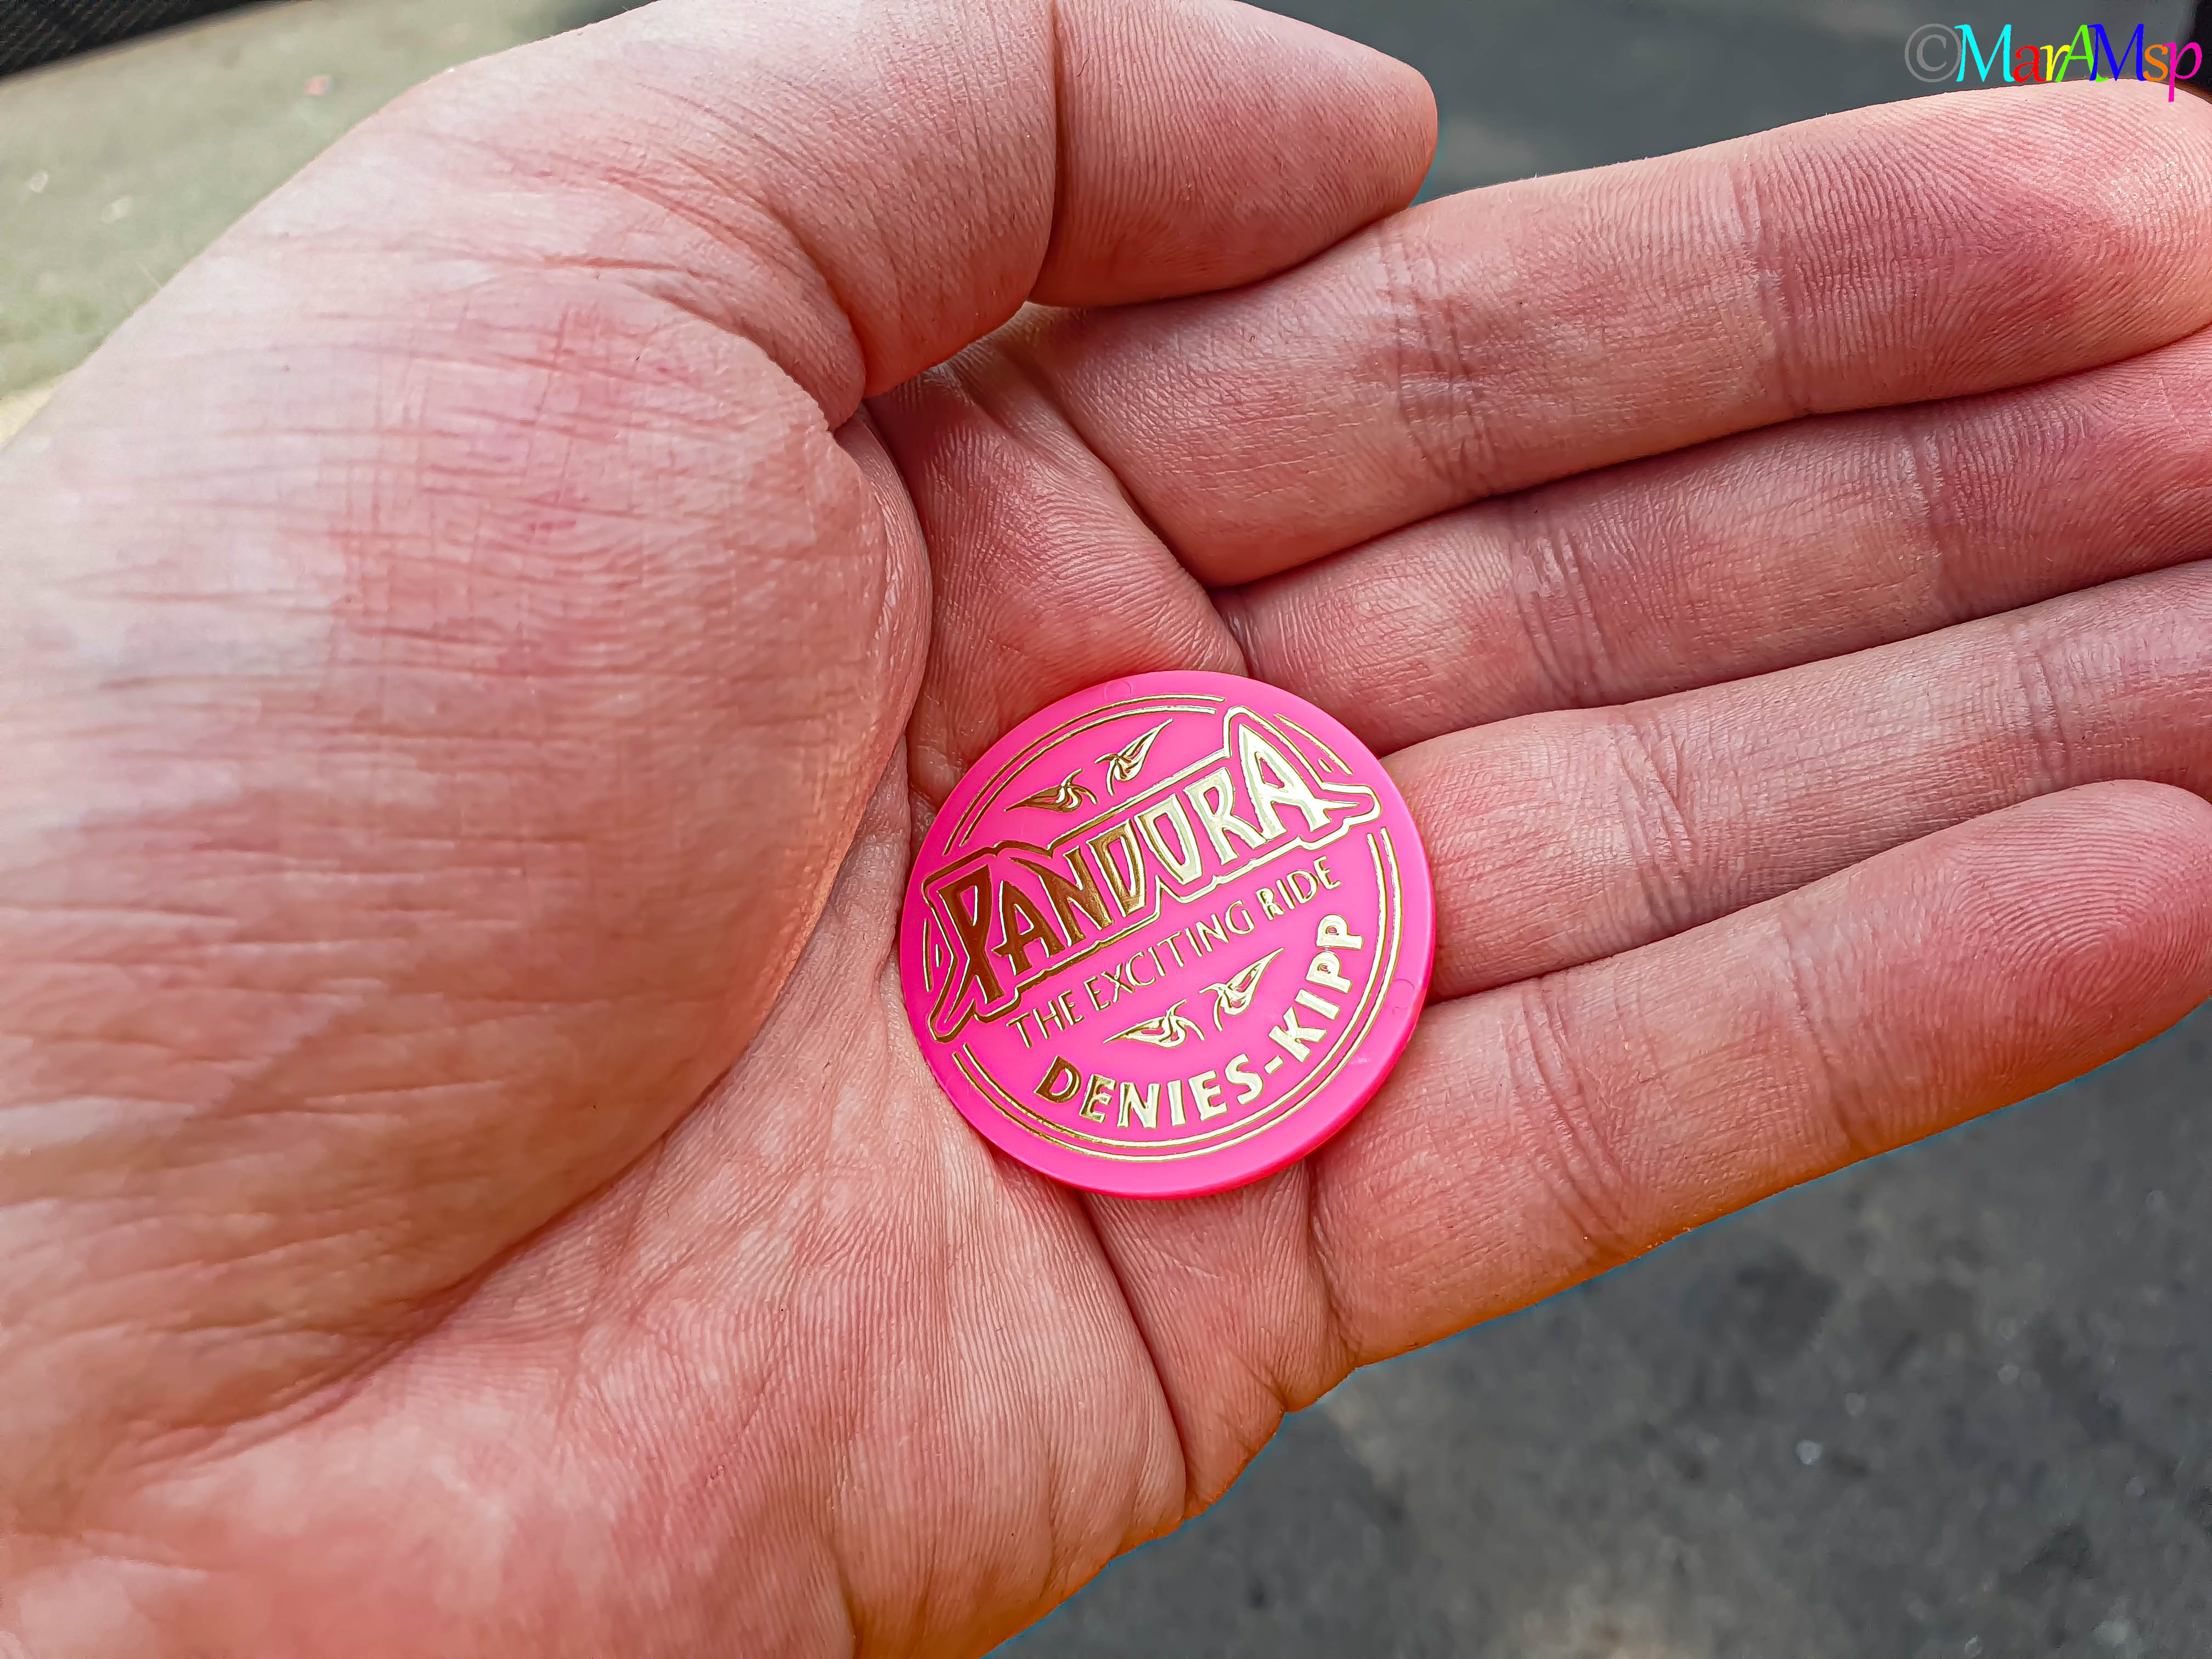 ©MarAMsp
PANDORA
THE EXCITING RIDE
DENIES-KIPP